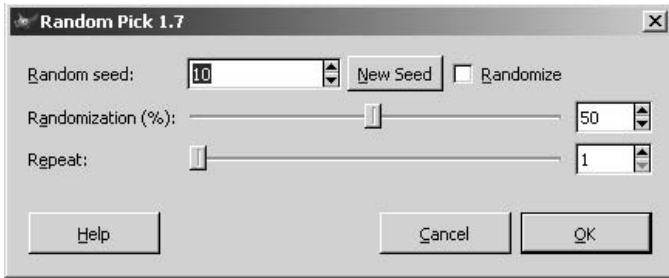 Random Pick 1.7
Random seed: 10 New Seed Randomize
Randomization (%): 50
Repeat: 1
Help Cancel OK